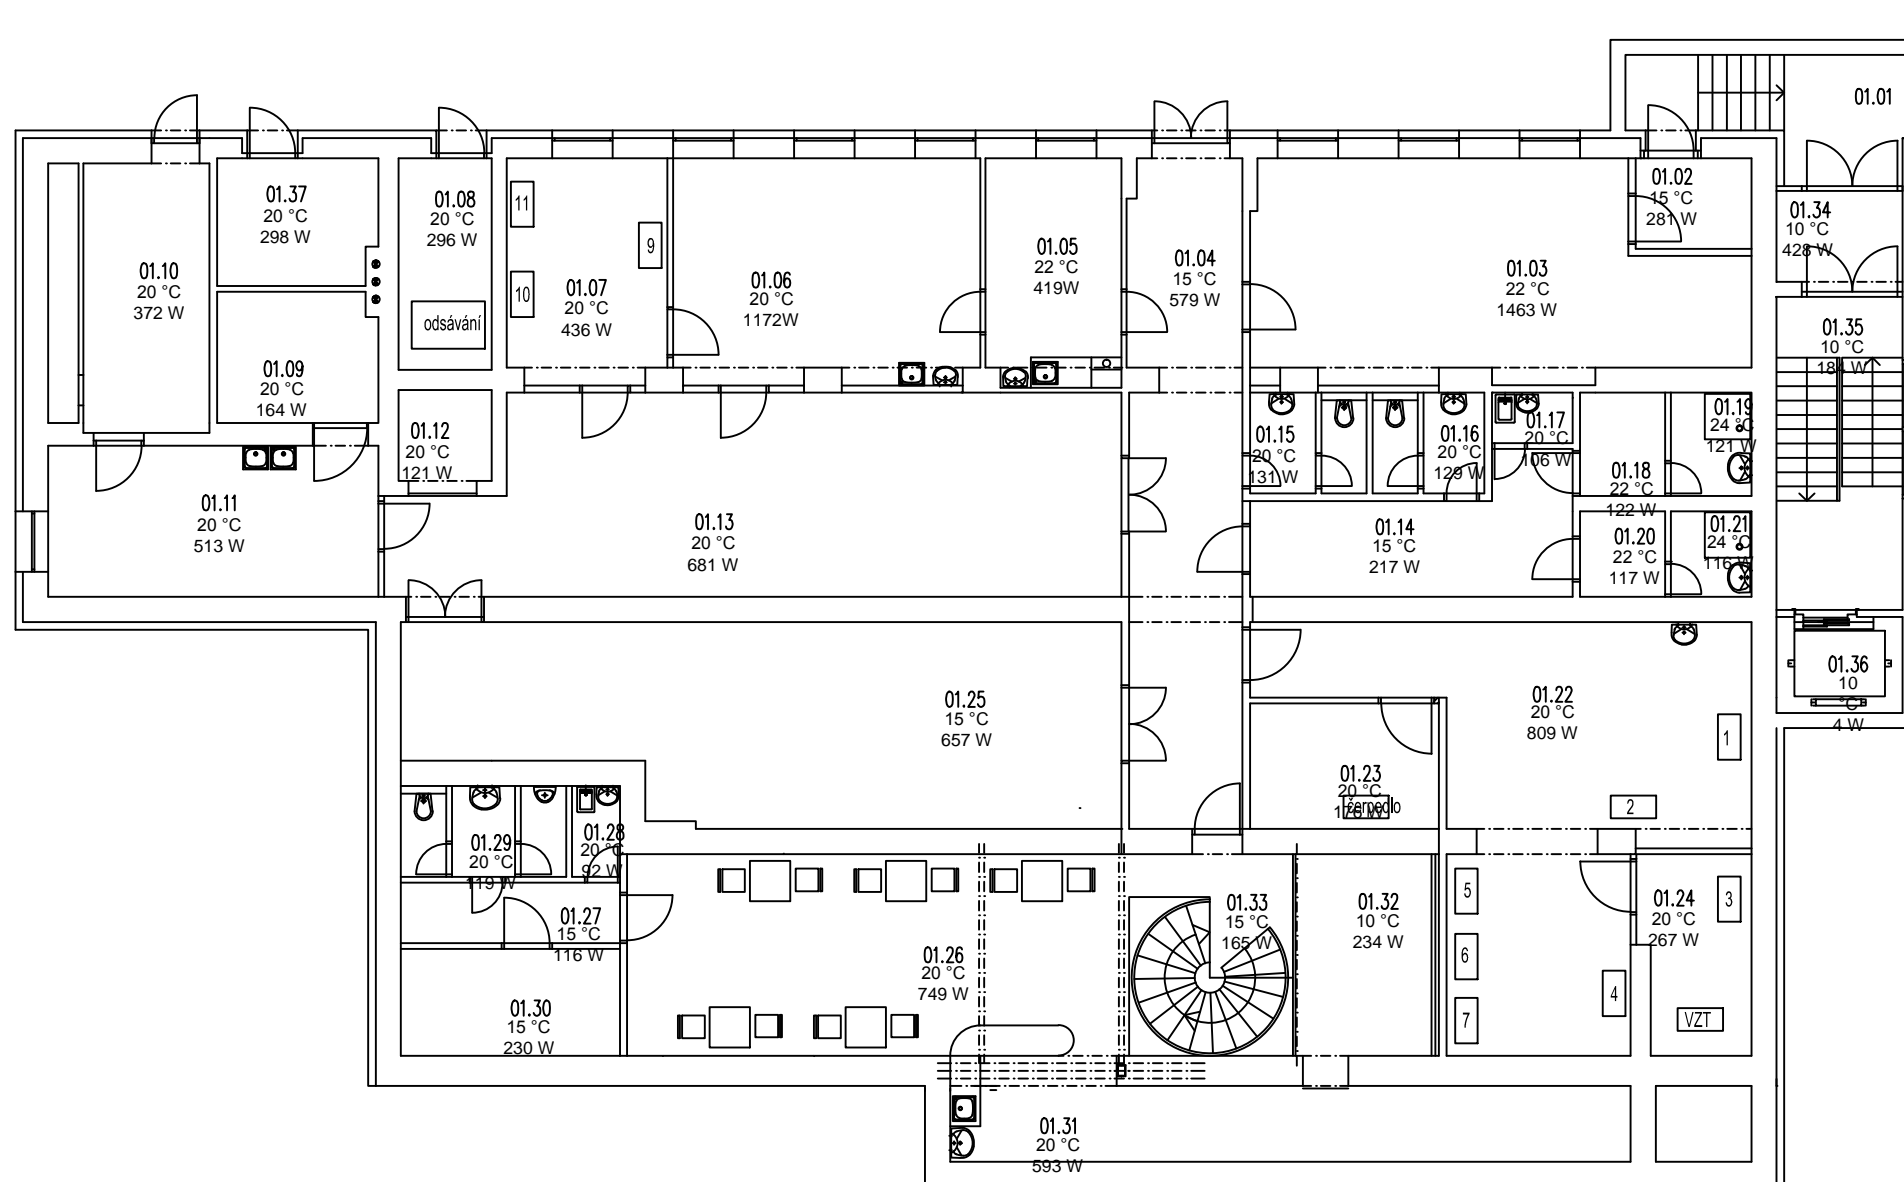 01.01
01.37
20 °C
298 W
01.08
20 °C
296 W
odsávání
11
10
9
01.07
20 °C
436 W
01.06
20 °C
1172W
01.05
22 °C
419W
01.04
15 °C
579 W
01.03
22 °C
1463 W
01.02
15 °C
281 W
01.34
10 °C
428 W
01.35
10 °C
184 W
01.10
20 °C
372 W
01.09
20 °C
164 W
01.12
20 °C
121 W
01.11
20 °C
513 W
01.13
20 °C
681 W
01.15
20 °C
131 W
01.16
20 °C
129 W
01.17
20 °C
106 W
01.18
22 °C
122 W
01.19
24 °C
121 W
01.14
15 °C
217 W
01.20
22 °C
117 W
01.21
24 °C
116 W
01.36
10
°C
4 W
01.25
15 °C
657 W
01.22
20 °C
809 W
1
2
01.23
20 °C
176 W
čerpedlo
01.29
20 °C
119 W
01.28
20 °C
92 W
01.27
15 °C
116 W
01.30
15 °C
230 W
01.26
20 °C
749 W
01.33
15 °C
165 W
01.32
10 °C
234 W
5
6
7
4
01.24
20 °C
267 W
3
VZT
01.31
20 °C
593 W